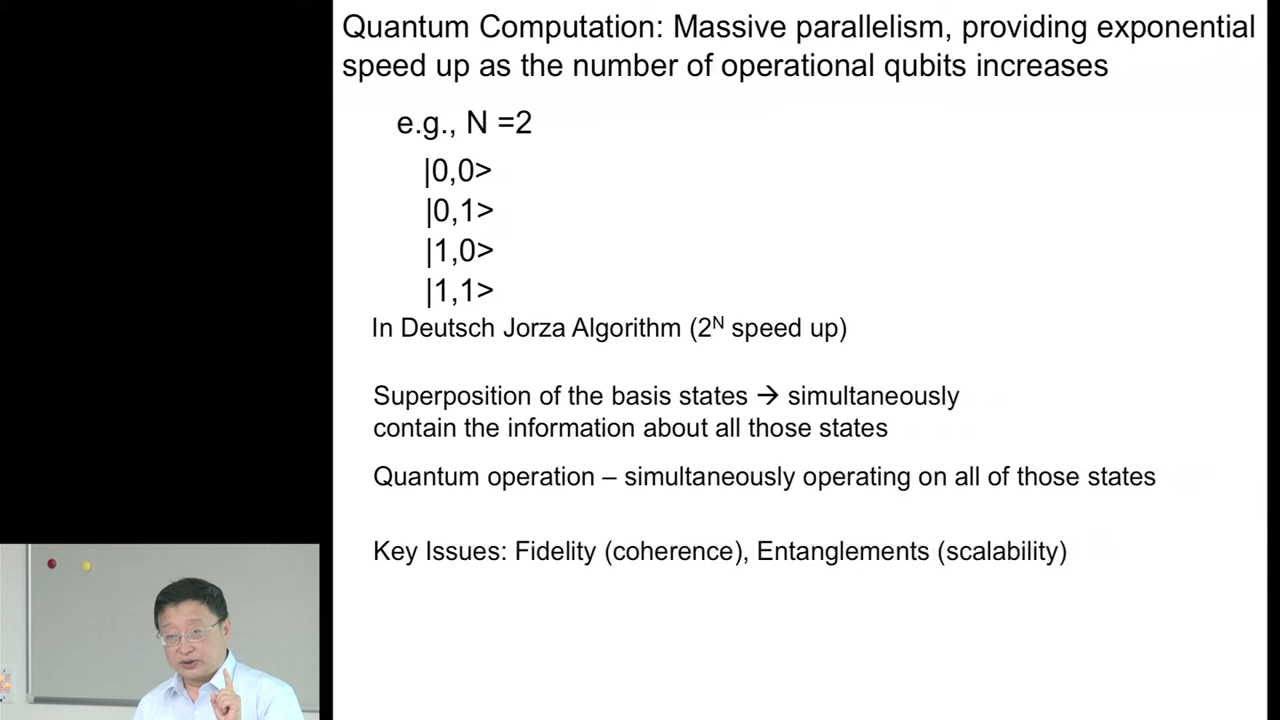 Quantum Computation: Massive parallelism, providing exponential
speed up as the number of operational qubits increases
e.g., N =2
|0,0>
|0,1>
|1,0>
|1,1>
In Deutsch Jorza Algorithm (2ᴺ speed up)
Superposition of the basis states → simultaneously
contain the information about all those states
Quantum operation – simultaneously operating on all of those states
Key Issues: Fidelity (coherence), Entanglements (scalability)